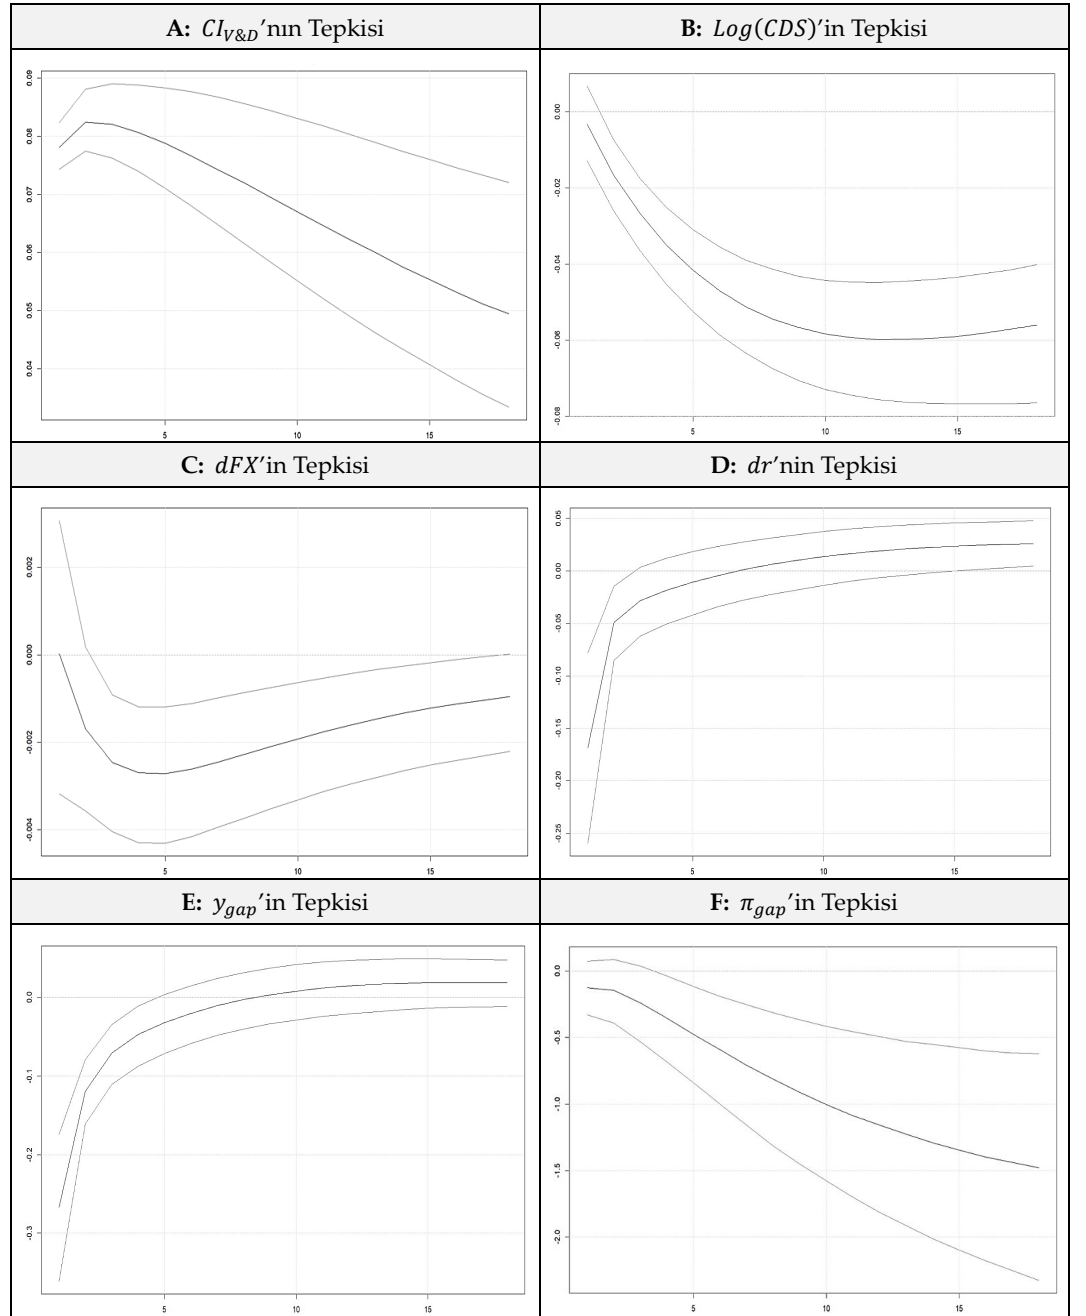 A: CI_{V&D}’nın Tepkisi
B: Log(CDS)’in Tepkisi
0.09
0.08
0.07
0.06
0.05
0.04
5 10 15
0.00
-0.02
-0.04
-0.06
-0.08
5 10 15
C: dFX’in Tepkisi
D: dr’nin Tepkisi
0.002
0.000
-0.002
-0.004
5 10 15
0.05
0.00
-0.05
-0.10
-0.15
-0.20
-0.25
5 10 15
E: y_{gap}’in Tepkisi
F: π_{gap}’in Tepkisi
0.0
-0.1
-0.2
-0.3
5 10 15
0.0
-0.5
-1.0
-1.5
-2.0
5 10 15